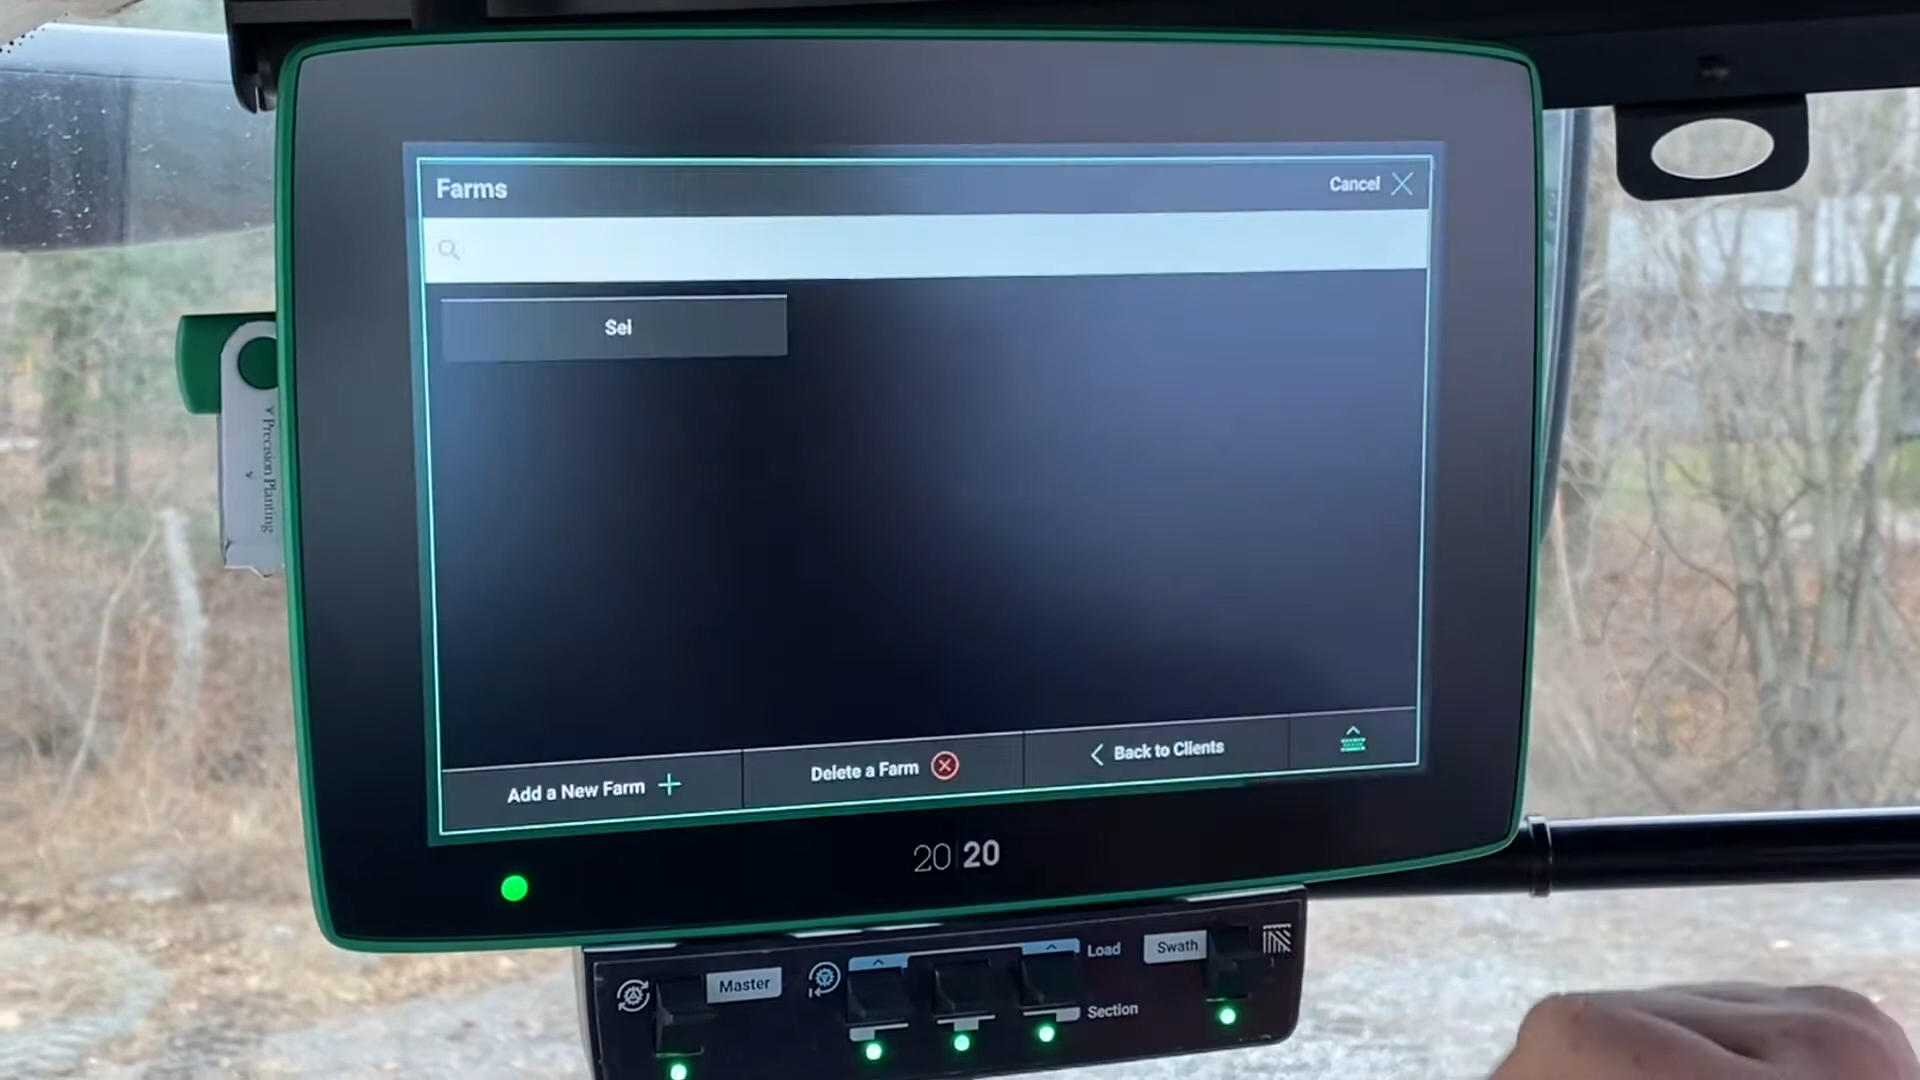 Farms
Cancel
Sei
Add a New Farm
Delete a Farm
Back to Clients
20|20
Precision Planting
Master
Load
Section
Swath